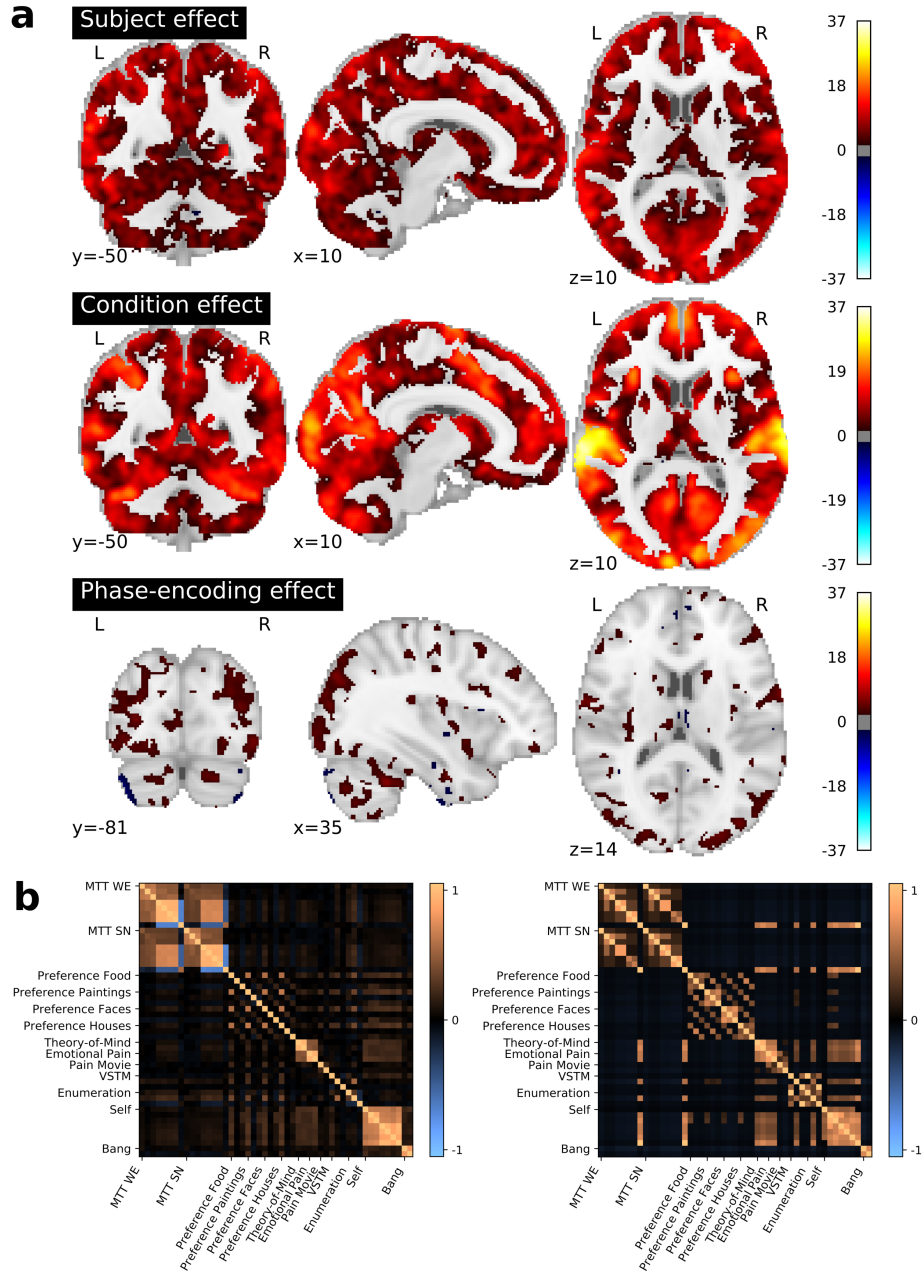 a
Subject effect
L
R
y=-50
x=10
z=10
37
18
0
-18
-37
Condition effect
L
R
L
R
y=-50
x=10
z=10
37
19
0
-19
-37
Phase-encoding effect
L
R
L
R
y=-81
x=35
z=14
37
18
0
-18
-37
b
MTT WE
MTT SN
Preference Food
Preference Paintings
Preference Faces
Preference Houses
Theory-of-Mind
Emotional Pain
Pain Movie
VSTM
Enumeration
Self
Bang
MTT WE
MTT SN
Preference Food
Preference Paintings
Preference Faces
Preference Houses
Theory-of-Mind
Emotional Pain
Pain Movie
VSTM
Enumeration
Self
Bang
1
0
-1
MTT WE
MTT SN
Preference Food
Preference Paintings
Preference Faces
Preference Houses
Theory-of-Mind
Emotional Pain
Pain Movie
VSTM
Enumeration
Self
Bang
MTT WE
MTT SN
Preference Food
Preference Paintings
Preference Faces
Preference Houses
Theory-of-Mind
Emotional Pain
Pain Movie
VSTM
Enumeration
Self
Bang
1
0
-1